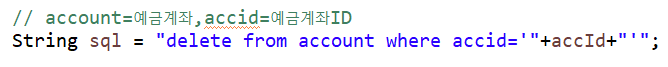 // account=예금계좌,accid=예금계좌ID
String sql = "delete from account where accid='"+accId+"'";